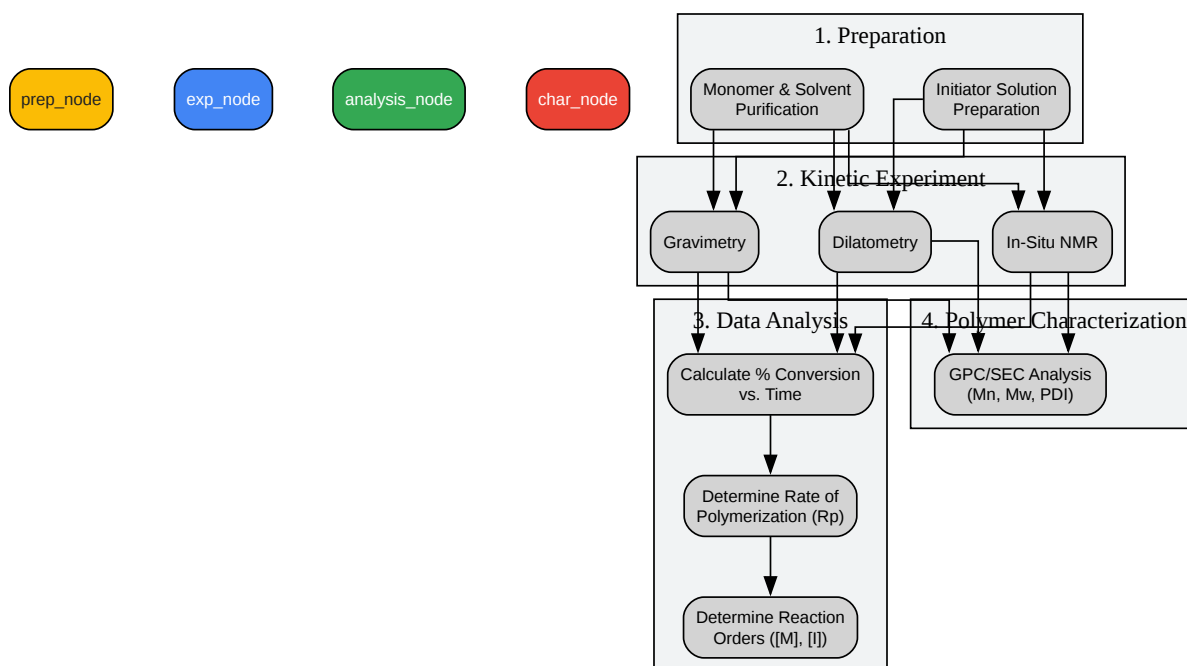 1. Preparation
prep_node
exp_node
analysis_node
char_node
Monomer & Solvent
Purification
Initiator Solution
Preparation
2. Kinetic Experiment
Gravimetry
Dilatometry
In-Situ NMR
3. Data Analysis
4. Polymer Characterization
Calculate % Conversion
vs. Time
GPC/SEC Analysis
(Mn, Mw, PDI)
Determine Rate of
Polymerization (Rp)
Determine Reaction
Orders ([M], [I])